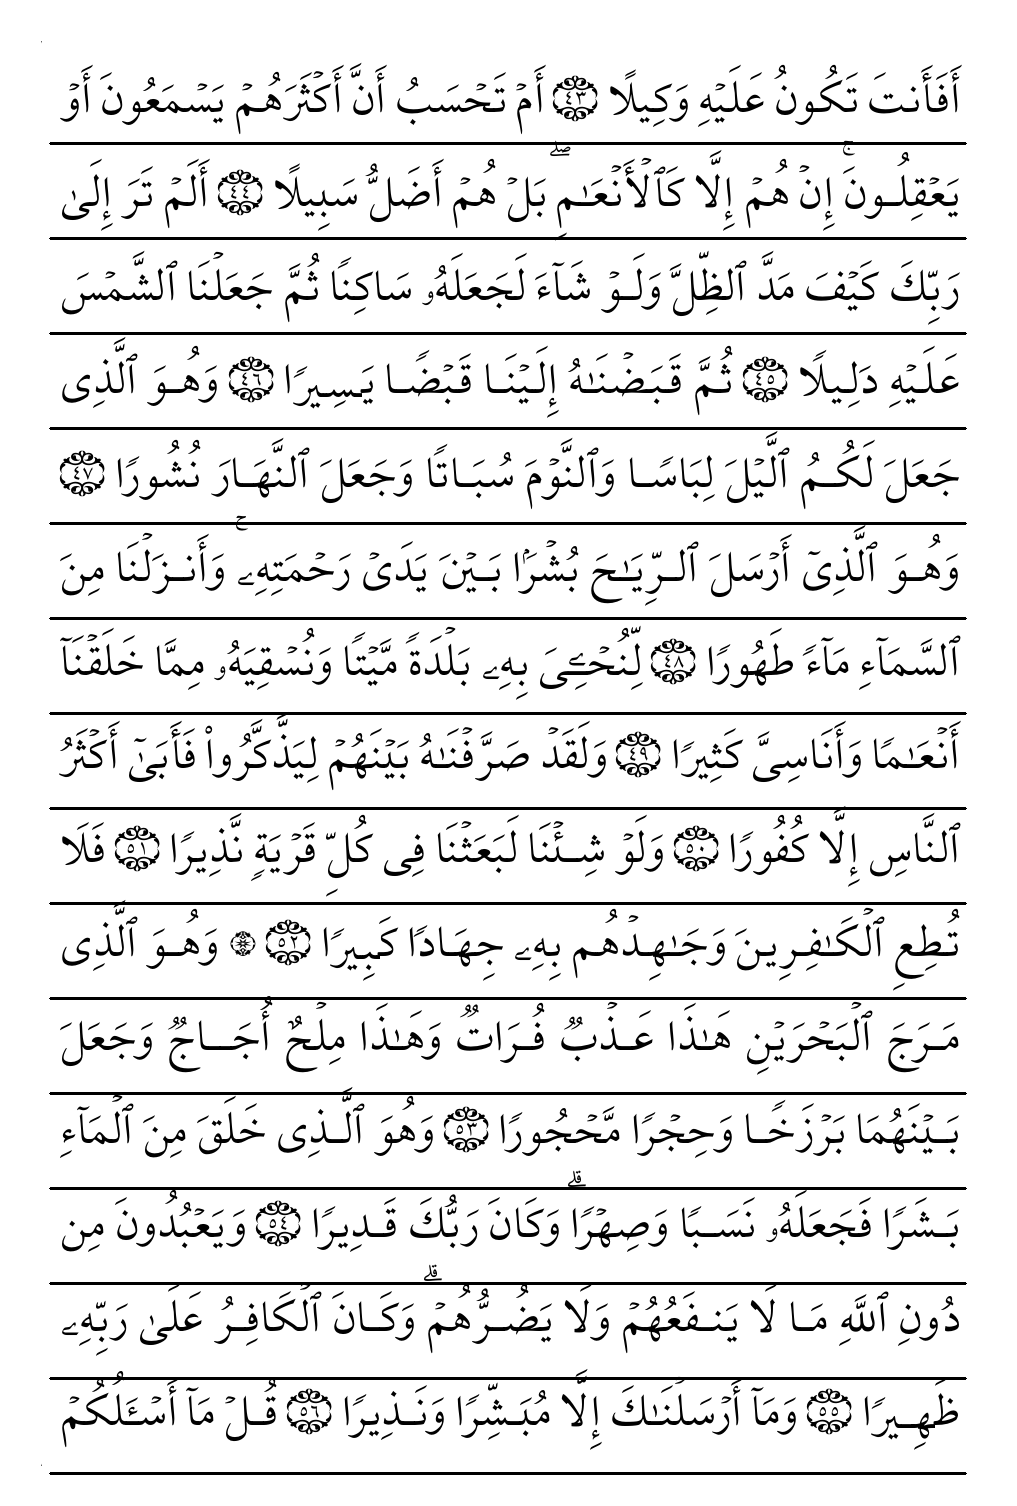 أَفَأَنتَ تَكُونُ عَلَيۡهِ وَكِيلًا ٤٣ أَمۡ تَحۡسَبُ أَنَّ أَكۡثَرَهُمۡ يَسۡمَعُونَ أَوۡ
يَعۡقِلُونَۚ إِنۡ هُمۡ إِلَّا كَٱلۡأَنۡعَٰمِۖ بَلۡ هُمۡ أَضَلُّ سَبِيلًا ٤٤ أَلَمۡ تَرَ إِلَىٰ
رَبِّكَ كَيۡفَ مَدَّ ٱلظِّلَّ وَلَوۡ شَآءَ لَجَعَلَهُۥ سَاكِنٗا ثُمَّ جَعَلۡنَا ٱلشَّمۡسَ
عَلَيۡهِ دَلِيلٗا ٤٥ ثُمَّ قَبَضۡنَٰهُ إِلَيۡنَا قَبۡضٗا يَسِيرٗا ٤٦ وَهُوَ ٱلَّذِي
جَعَلَ لَكُمُ ٱلَّيۡلَ لِبَاسٗا وَٱلنَّوۡمَ سُبَاتٗا وَجَعَلَ ٱلنَّهَارَ نُشُورٗا ٤٧
وَهُوَ ٱلَّذِيٓ أَرۡسَلَ ٱلرِّيَٰحَ بُشۡرَۢا بَيۡنَ يَدَيۡ رَحۡمَتِهِۦۚ وَأَنزَلۡنَا مِنَ
ٱلسَّمَآءِ مَآءٗ طَهُورٗا ٤٨ لِّنُحۡـِۧيَ بِهِۦ بَلۡدَةٗ مَّيۡتٗا وَنُسۡقِيَهُۥ مِمَّا خَلَقۡنَآ
أَنۡعَٰمٗا وَأَنَاسِيَّ كَثِيرٗا ٤٩ وَلَقَدۡ صَرَّفۡنَٰهُ بَيۡنَهُمۡ لِيَذَّكَّرُواْ فَأَبَىٰٓ أَكۡثَرُ
ٱلنَّاسِ إِلَّا كُفُورٗا ٥٠ وَلَوۡ شِئۡنَا لَبَعَثۡنَا فِي كُلِّ قَرۡيَةٖ نَّذِيرٗا ٥١ فَلَا
تُطِعِ ٱلۡكَٰفِرِينَ وَجَٰهِدۡهُم بِهِۦ جِهَادٗا كَبِيرٗا ٥٢ ۞ وَهُوَ ٱلَّذِي
مَرَجَ ٱلۡبَحۡرَيۡنِ هَٰذَا عَذۡبٞ فُرَاتٞ وَهَٰذَا مِلۡحٌ أُجَاجٞ وَجَعَلَ
بَيۡنَهُمَا بَرۡزَخٗا وَحِجۡرٗا مَّحۡجُورٗا ٥٣ وَهُوَ ٱلَّذِي خَلَقَ مِنَ ٱلۡمَآءِ
بَشَرٗا فَجَعَلَهُۥ نَسَبٗا وَصِهۡرٗاۗ وَكَانَ رَبُّكَ قَدِيرٗا ٥٤ وَيَعۡبُدُونَ مِن
دُونِ ٱللَّهِ مَا لَا يَنفَعُهُمۡ وَلَا يَضُرُّهُمۡۗ وَكَانَ ٱلۡكَافِرُ عَلَىٰ رَبِّهِۦ
ظَهِيرٗا ٥٥ وَمَآ أَرۡسَلۡنَٰكَ إِلَّا مُبَشِّرٗا وَنَذِيرٗا ٥٦ قُلۡ مَآ أَسۡـَٔلُكُمۡ